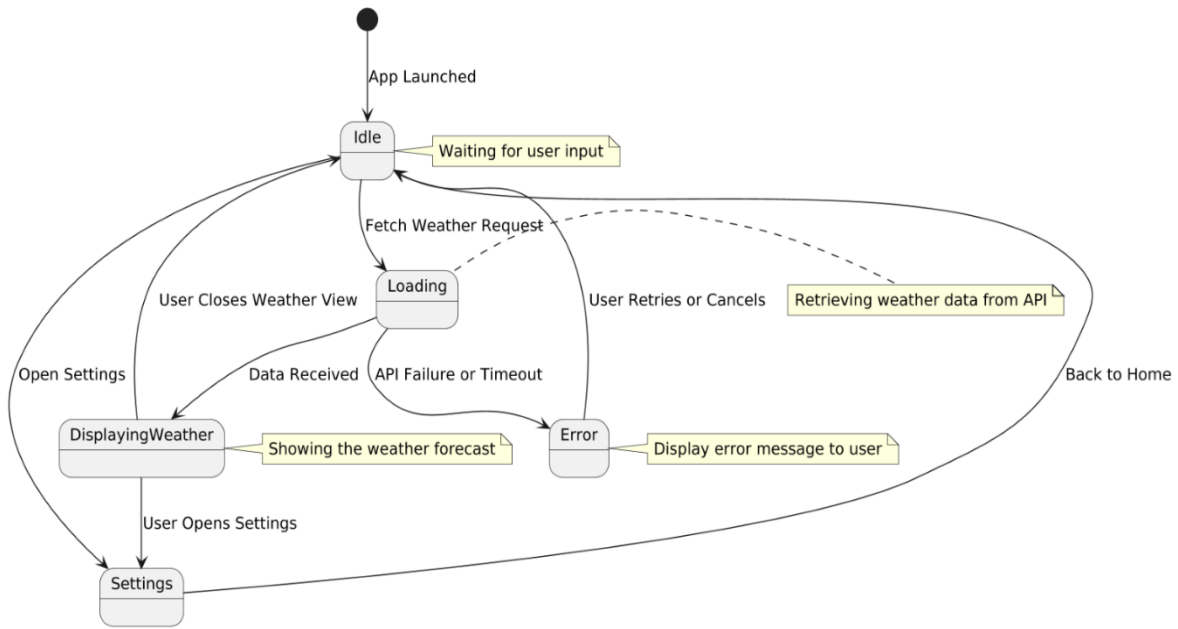 App Launched
Idle
Waiting for user input
Fetch Weather Request
Loading
User Closes Weather View
User Retries or Cancels
Retrieving weather data from API
Open Settings
Data Received
API Failure or Timeout
Back to Home
DisplayingWeather
Showing the weather forecast
Error
Display error message to user
User Opens Settings
Settings